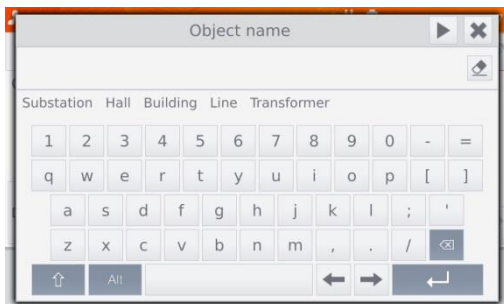 Object name
Substation Hall Building Line Transformer
1 2 3 4 5 6 7 8 9 0 - =
q w e r t y u i o p [ ]
a s d f g h j k l ; '
z x c v b n m , . /
Alt